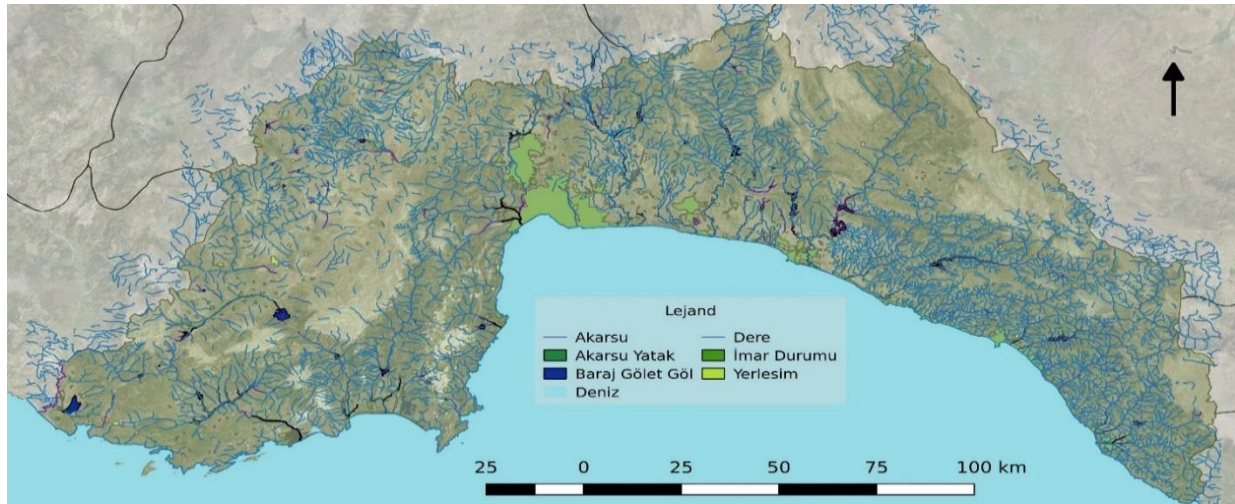 Lejand
Akarsu
Dere
Akarsu Yatak
İmar Durumu
Baraj Gölet Göl
Yerlesim
Deniz
25 0 25 50 75 100 km